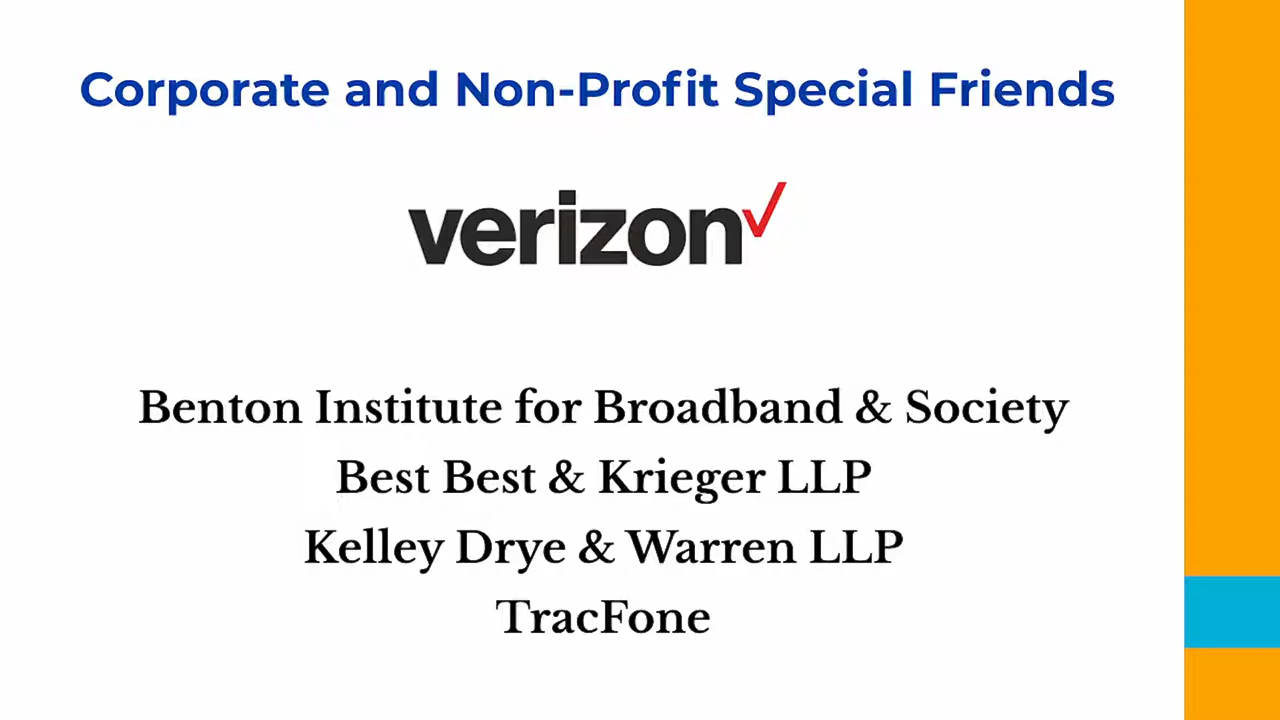 Corporate and Non-Profit Special Friends
verizon
Benton Institute for Broadband & Society
Best Best & Krieger LLP
Kelley Drye & Warren LLP
TracFone